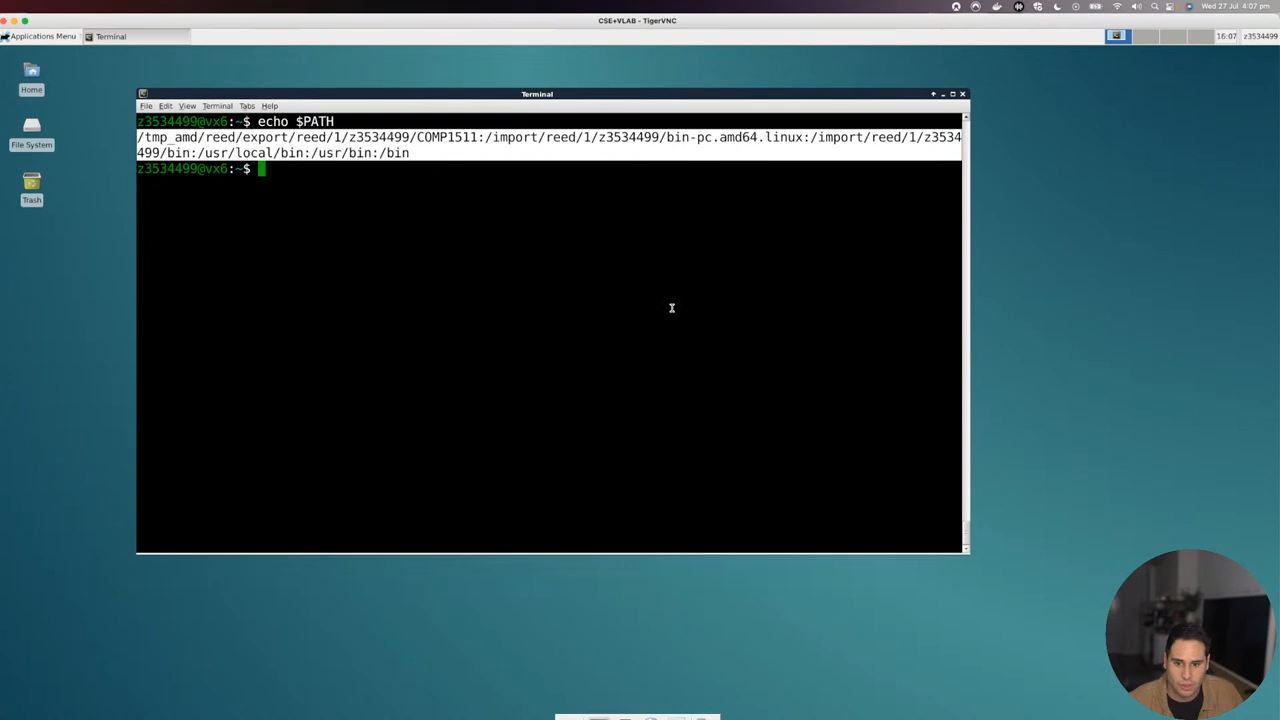 Wed 27 Jul 4:07 pm
CSE+VLAB - TigerVNC
Applications Menu
Terminal
16:07
z3534499
Home
File System
Trash
Terminal
File Edit View Terminal Tabs Help
z3534499@vx6:~$ echo $PATH
/tmp_amd/reed/export/reed/1/z3534499/COMP1511:/import/reed/1/z3534499/bin-pc.amd64.linux:/import/reed/1/z3534
499/bin:/usr/local/bin:/usr/bin:/bin
z3534499@vx6:~$